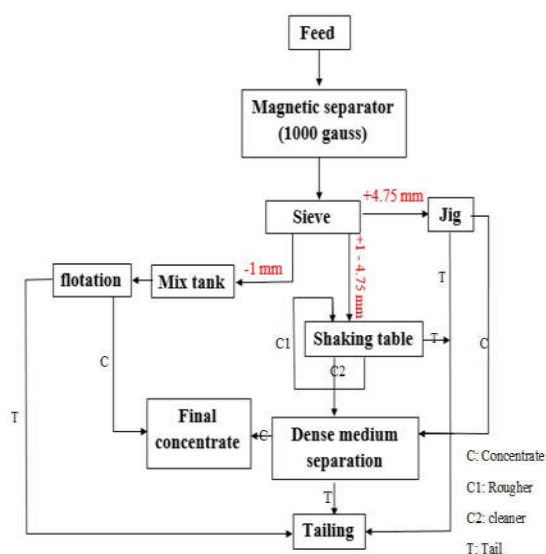 Feed
Magnetic separator
(1000 gauss)
+4.75 mm
Jig
Sieve
+1 - 4.75 mm
-1 mm
flotation
Mix tank
T
C1
Shaking table
T
C
C
C2
T
Final
concentrate
C
Dense medium
separation
T
Tailing
C: Concentrate
C1: Rougher
C2: cleaner
T: Tail